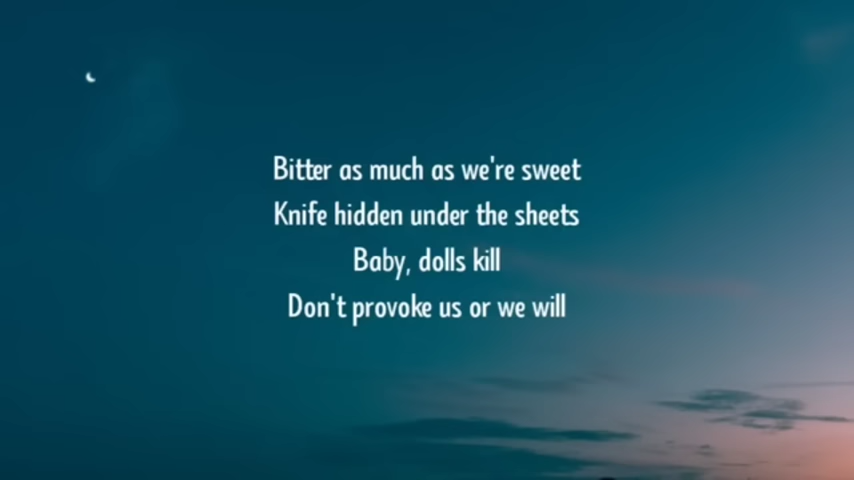 Bitter as much as we're sweet
Knife hidden under the sheets
Baby, dolls kill
Don't provoke us or we will